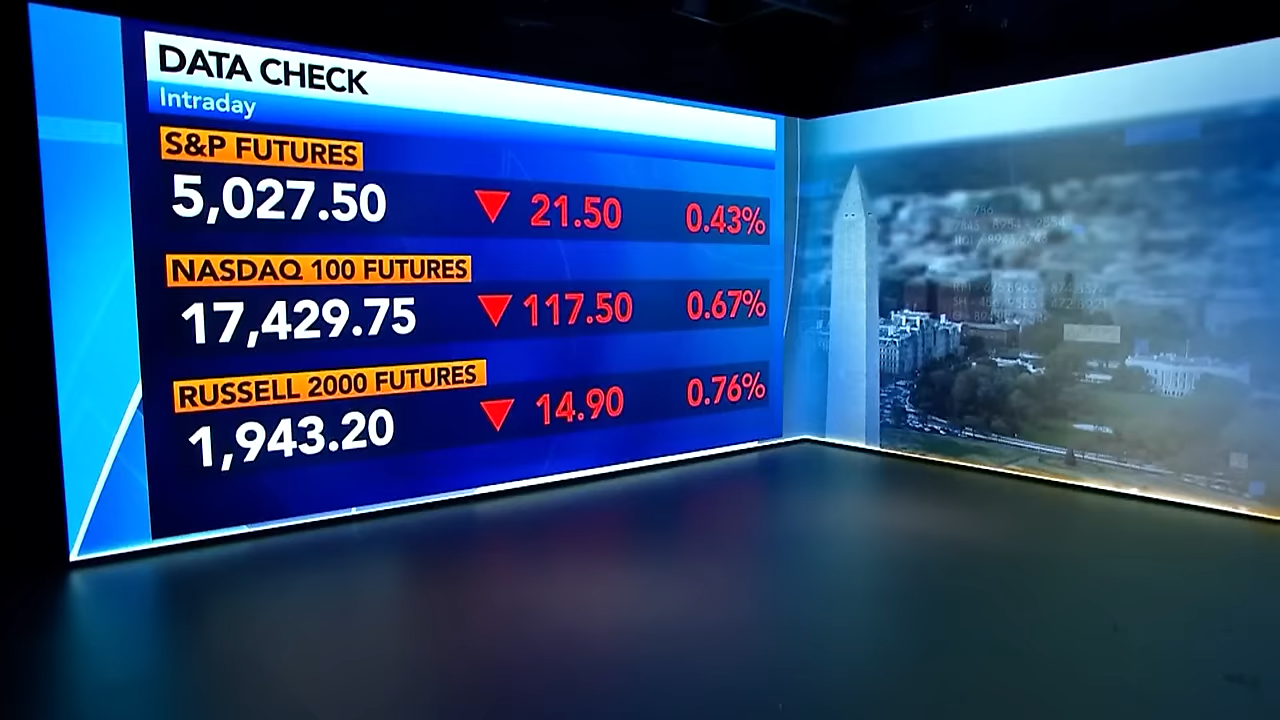 DATA CHECK
Intraday
S&P FUTURES
5,027.50 ▼ 21.50 0.43%
NASDAQ 100 FUTURES
17,429.75 ▼ 117.50 0.67%
RUSSELL 2000 FUTURES
1,943.20 ▼ 14.90 0.76%